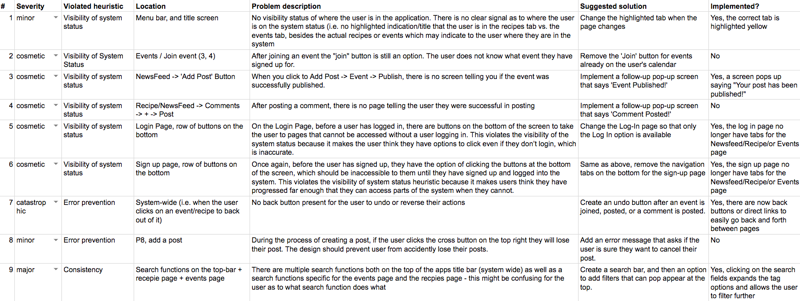 # Severity Violated heuristic Location Problem description Suggested solution Implemented?
1 minor Visibility of system status Menu bar, and title screen No visibility status of where the user is in the application. There is no clear signal as to where the user is on the system status (i.e. no highlighted indication/title that the user is in the recipes tab vs. the events tab, besides the actual recipes or events which may indicate to the user where they are in the system Change the highlighted tab when the page changes Yes, the correct tab is highlighted yellow
2 cosmetic Visibility of System Status Events / Join event (3, 4) After joining an event the "join" button is still an option. The user does not know what event they have signed up for. Remove the 'Join' button for events already on the user's calendar No
3 cosmetic Visibility of system status NewsFeed -> 'Add Post' Button When you click to Add Post -> Event -> Publish, there is no screen telling you if the event was successfully published. Implement a follow-up pop-up screen that says 'Event Published!' Yes, a screen pops up saying "Your post has been published!"
4 cosmetic Visibility of system status Recipe/NewsFeed -> Comments -> + -> Post After posting a comment, there is no page telling the user they were successful in posting Implement a follow-up pop-up screen that says 'Comment Posted!' No
5 cosmetic Visibility of system status Login Page, row of buttons on the bottom On the Login Page, before a user has logged in, there are buttons on the bottom of the screen to take the user to pages that cannot be accessed without a user logging in. This violates the visibility of system status because it makes the user think they have options to click even if they don't login, which is inaccurate. Change the Log-In page so that only the Log In option is available Yes, the log in page no longer have tabs for the Newsfeed/Recipe/or Events page
6 cosmetic Visibility of system status Sign up page, row of buttons on the bottom Once again, before the user has signed up, they have the option of clicking the buttons at the bottom of the screen, which should be inaccessible to them until they have signed up and logged into the system. This violates the visibility of system status heuristic because it makes users think they have progressed far enough that they can access parts of the system when they cannot. Same as above, remove the navigation tabs on the bottom for the sign-up page Yes, the sign up page no longer have tabs for the Newsfeed/Recipe/or Events page
7 catastrophic Error prevention System-wide (i.e. when the user clicks on an event/recipe to back out of it) No back button present for the user to undo or reverse their actions Create an undo button after an event is joined, posted, or a comment is posted. Yes, there are now back buttons or direct links to easily go back and forth between pages
8 minor Error prevention P8, add a post During the process of creating a post, if the user clicks the cross button on the top right they will lose their post. The design should prevent user from accidently lose their posts. Add an error message that asks if the user is sure they want to cancel their post. No
9 major Consistency Search functions on the top-bar + recepie page + events page There are multiple search functions both on the top of the apps title bar (system wide) as well as a search functions specific for the events page and the recpies page - this might be confusing for the user as to what search function does what Create a search bar, and then an option to add filters that can pop appear at the top. Yes, clicking on the search fields expands the tag options and allows the user to filter further